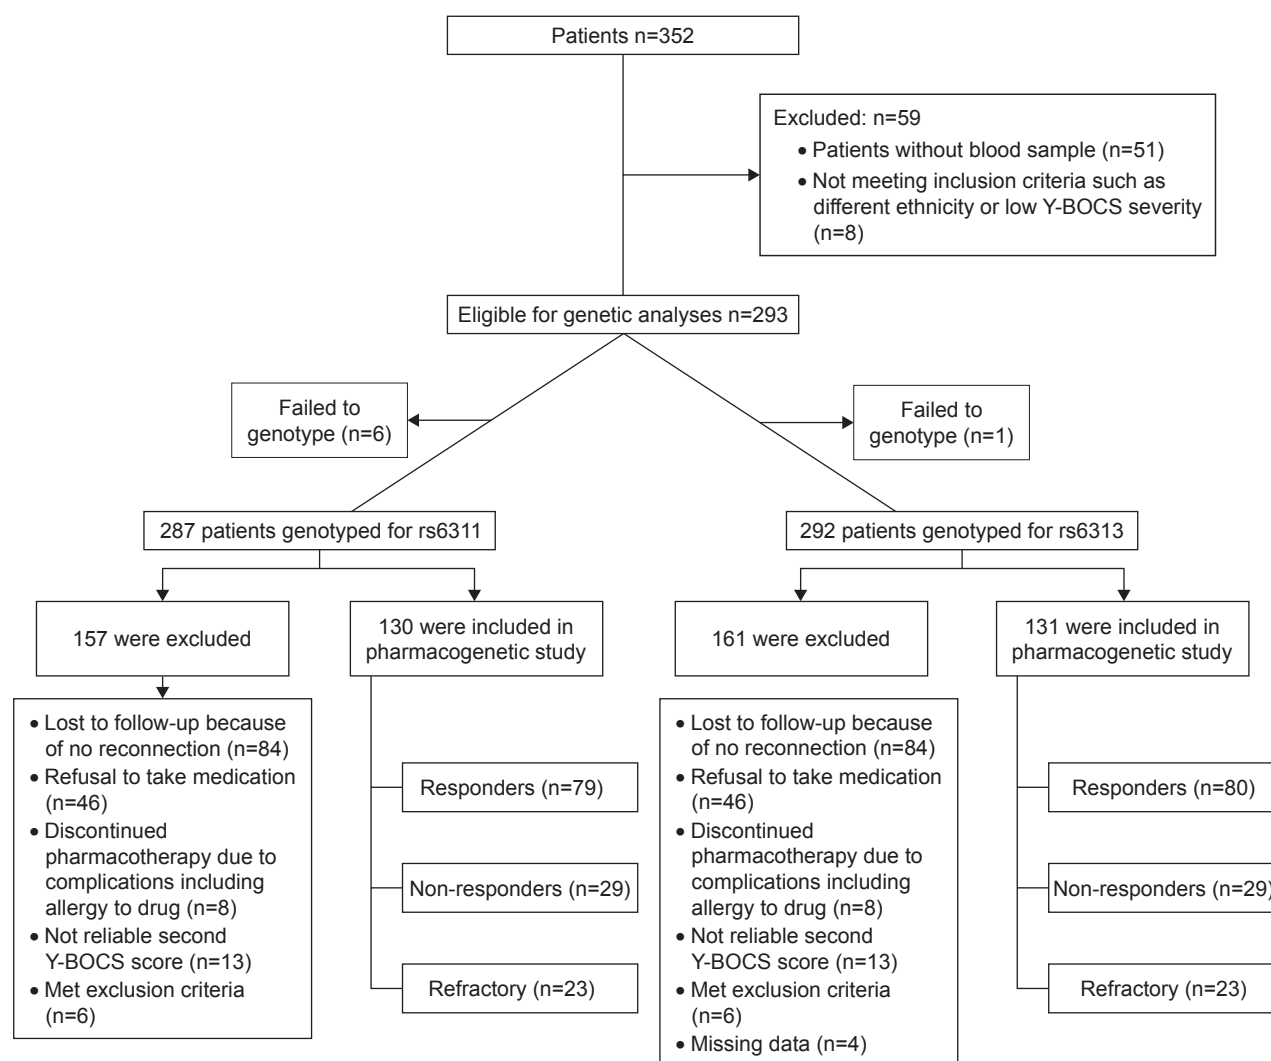 Patients n=352
Excluded: n=59
• Patients without blood sample (n=51)
• Not meeting inclusion criteria such as
different ethnicity or low Y-BOCS severity
(n=8)
Eligible for genetic analyses n=293
Failed to
genotype (n=6)
Failed to
genotype (n=1)
287 patients genotyped for rs6311
292 patients genotyped for rs6313
157 were excluded
130 were included in
pharmacogenetic study
161 were excluded
131 were included in
pharmacogenetic study
• Lost to follow-up because
of no reconnection (n=84)
• Refusal to take medication
(n=46)
• Discontinued
pharmacotherapy due to
complications including
allergy to drug (n=8)
• Not reliable second
Y-BOCS score (n=13)
• Met exclusion criteria
(n=6)
Responders (n=79)
Non-responders (n=29)
Refractory (n=23)
• Lost to follow-up because
of no reconnection (n=84)
• Refusal to take medication
(n=46)
• Discontinued
pharmacotherapy due to
complications including
allergy to drug (n=8)
• Not reliable second
Y-BOCS score (n=13)
• Met exclusion criteria
(n=6)
• Missing data (n=4)
Responders (n=80)
Non-responders (n=29)
Refractory (n=23)